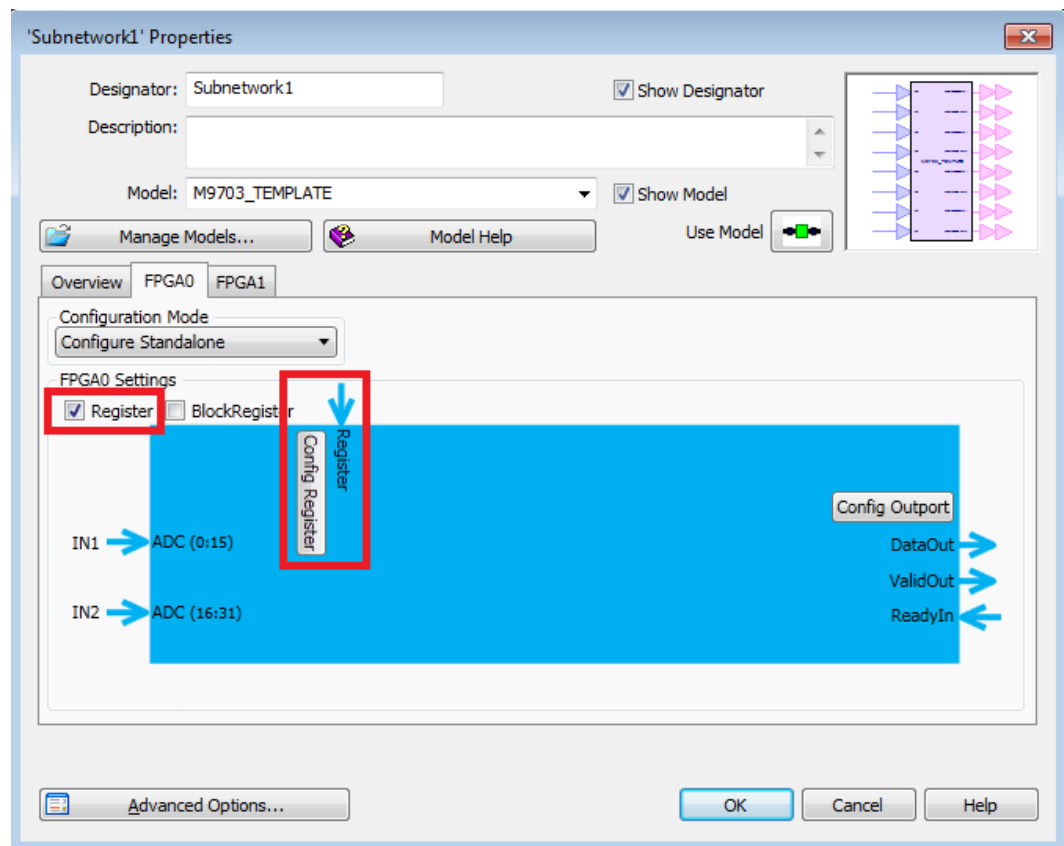 'Subnetwork1' Properties
Designator: Subnetwork1
Show Designator
Description:
Model: M9703_TEMPLATE
Show Model
Manage Models...
Model Help
Use Model
Overview FPGA0 FPGA1
Configuration Mode
Configure Standalone
FPGA0 Settings
Register
BlockRegister
Register
Config Register
Config Outport
IN1 ADC (0:15)
DataOut
ValidOut
IN2 ADC (16:31)
ReadyIn
Advanced Options...
OK Cancel Help